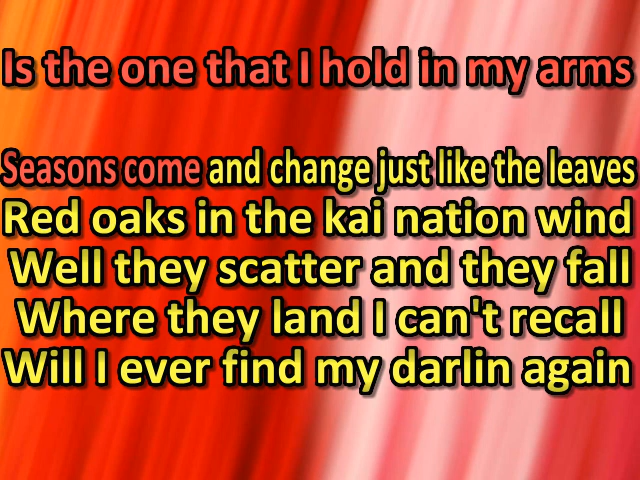 Is the one that I hold in my arms
Seasons come and change just like the leaves
Red oaks in the kai nation wind
Well they scatter and they fall
Where they land I can't recall
Will I ever find my darlin again